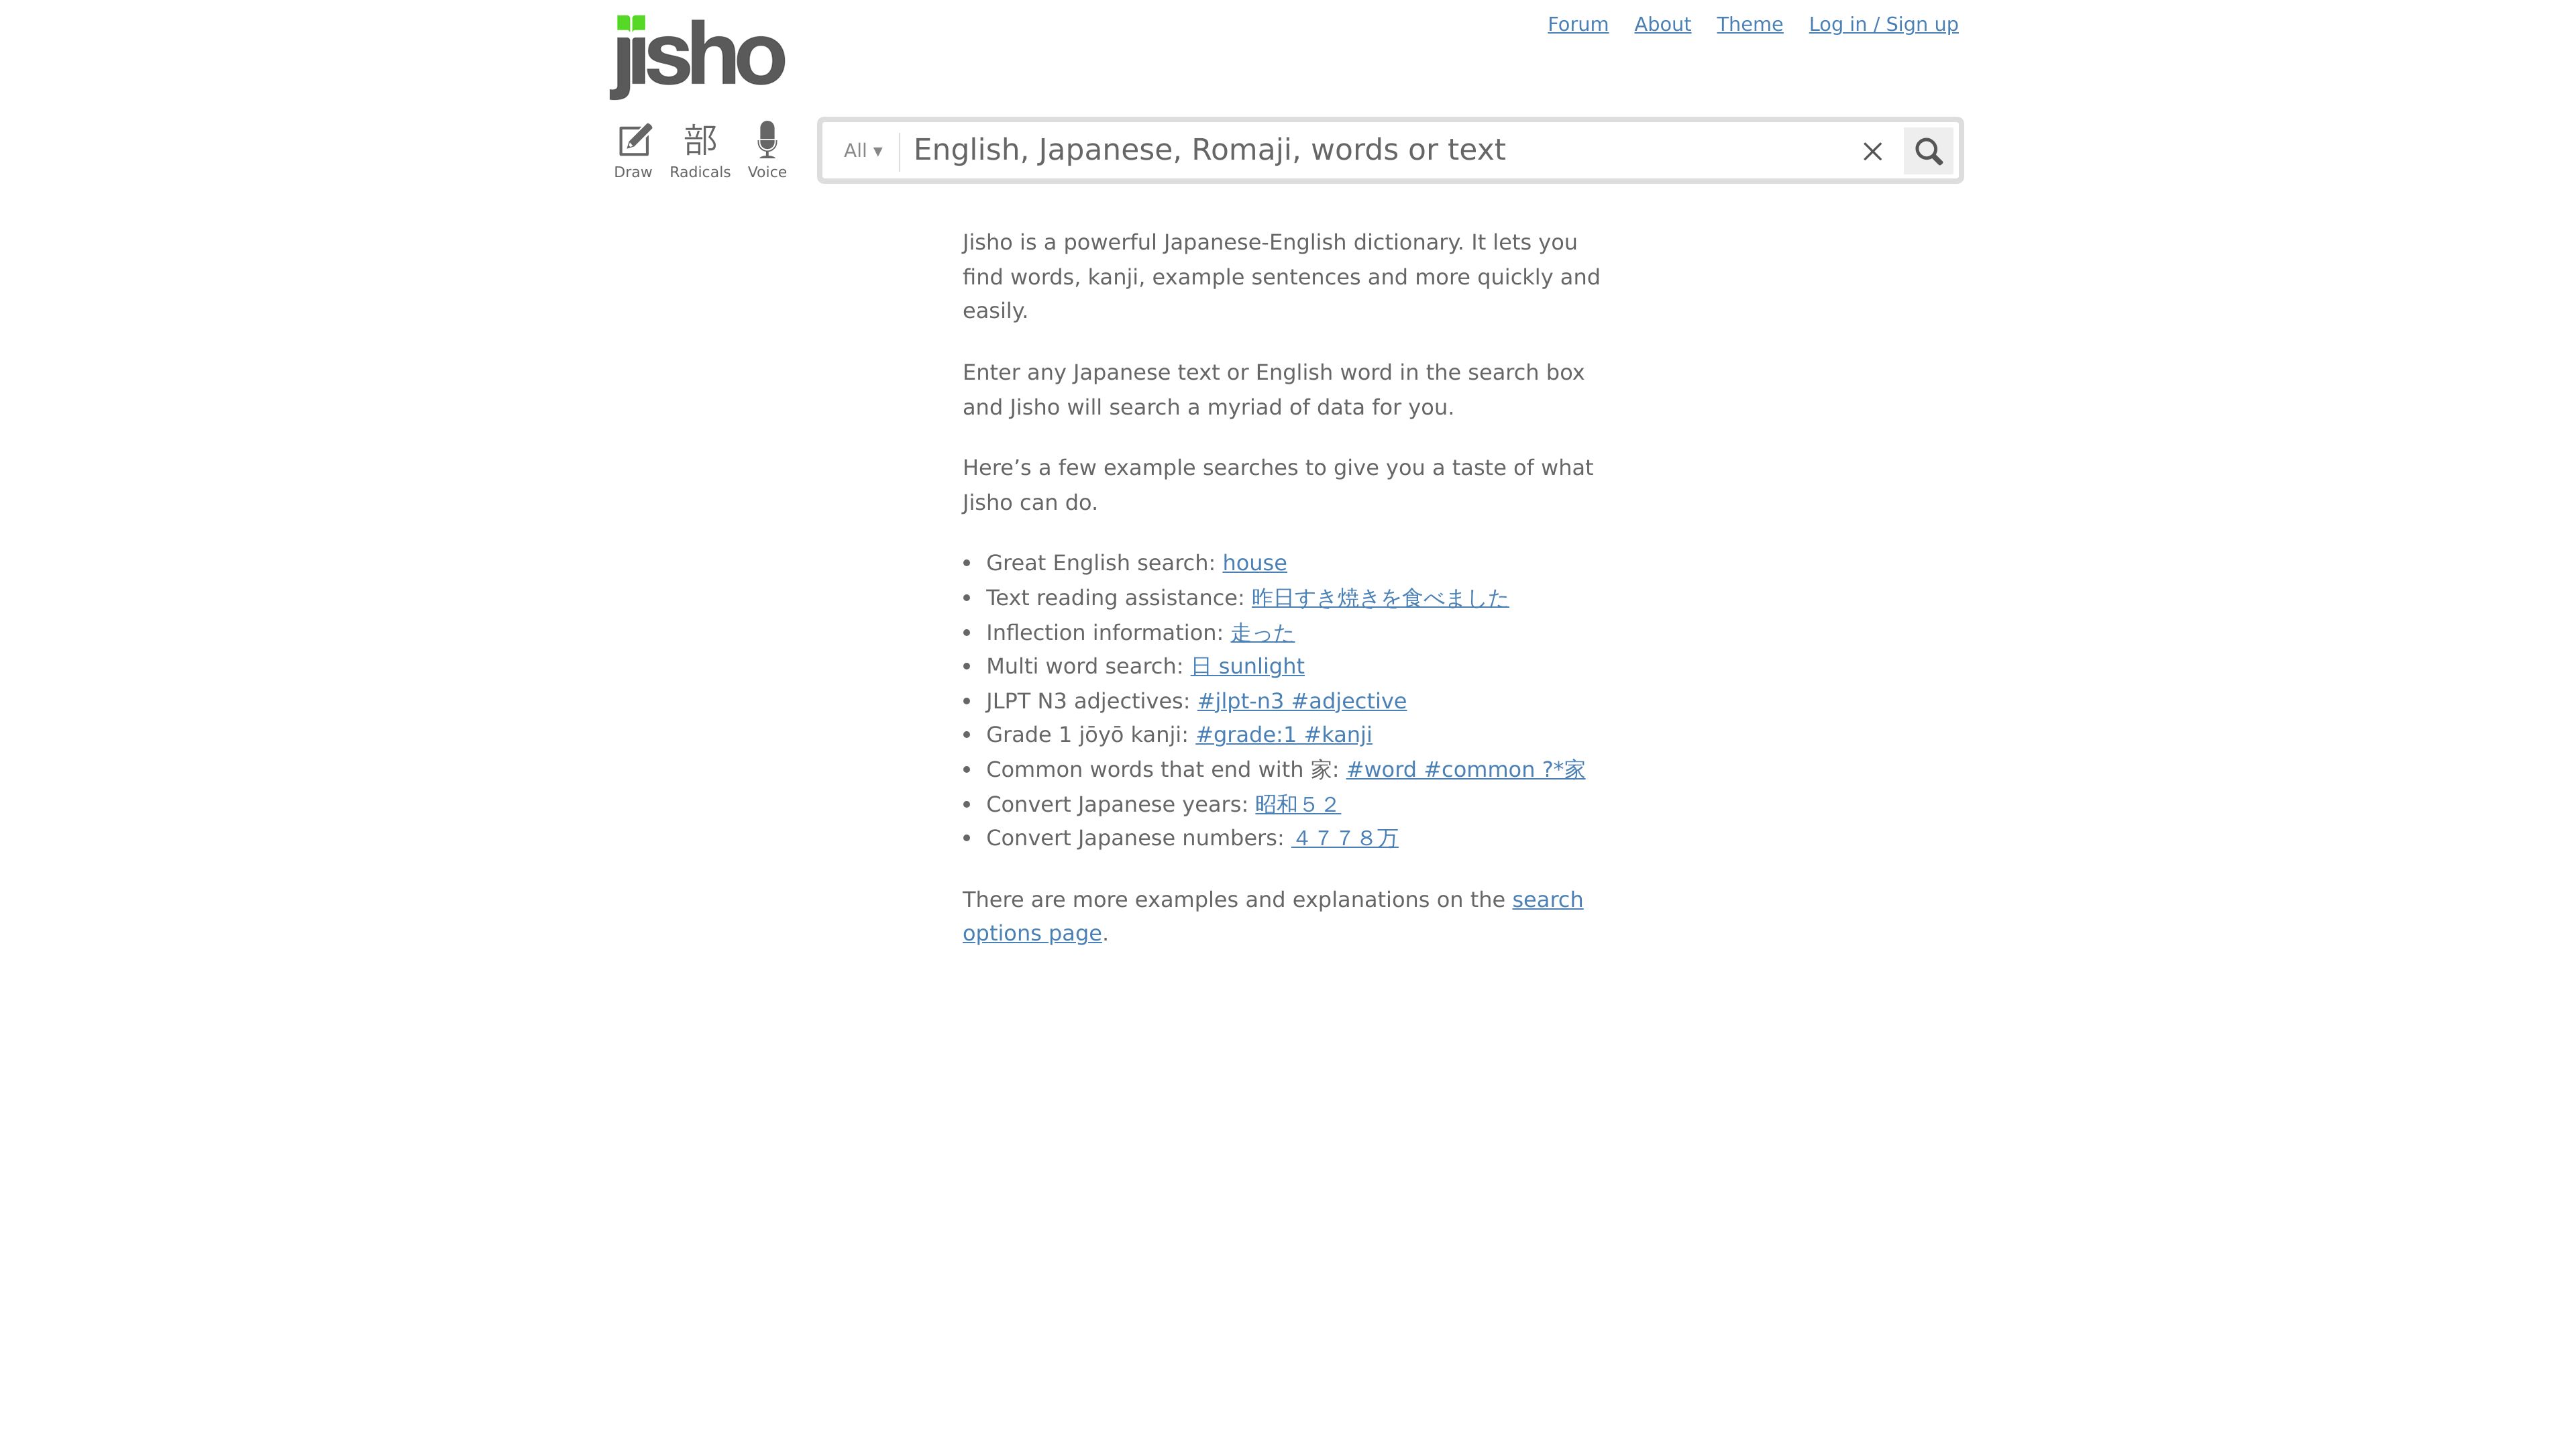 jisho
Forum About Theme Log in / Sign up
部
Draw Radicals Voice
All ▾ English, Japanese, Romaji, words or text
Jisho is a powerful Japanese-English dictionary. It lets you
find words, kanji, example sentences and more quickly and
easily.
Enter any Japanese text or English word in the search box
and Jisho will search a myriad of data for you.
Here’s a few example searches to give you a taste of what
Jisho can do.
• Great English search: house
• Text reading assistance: 昨日すき焼きを食べました
• Inflection information: 走った
• Multi word search: 日 sunlight
• JLPT N3 adjectives: #jlpt-n3 #adjective
• Grade 1 jōyō kanji: #grade:1 #kanji
• Common words that end with 家: #word #common ?*家
• Convert Japanese years: 昭和５２
• Convert Japanese numbers: ４７７８万
There are more examples and explanations on the search
options page.